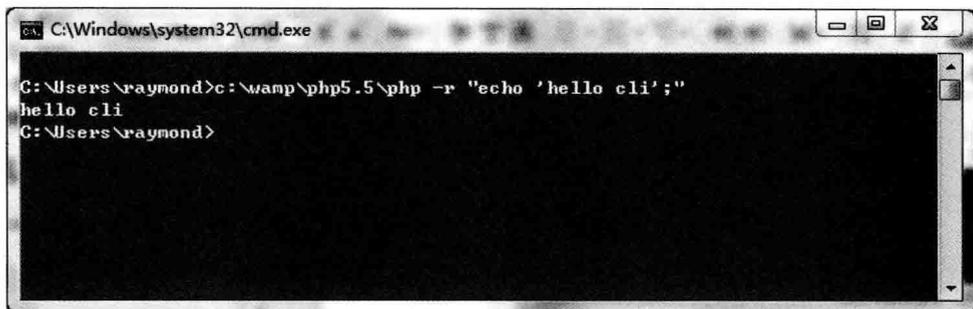 C:\Windows\system32\cmd.exe
C:\Users\raymond>c:\wamp\php5.5\php -r "echo 'hello cli';"
hello cli
C:\Users\raymond>